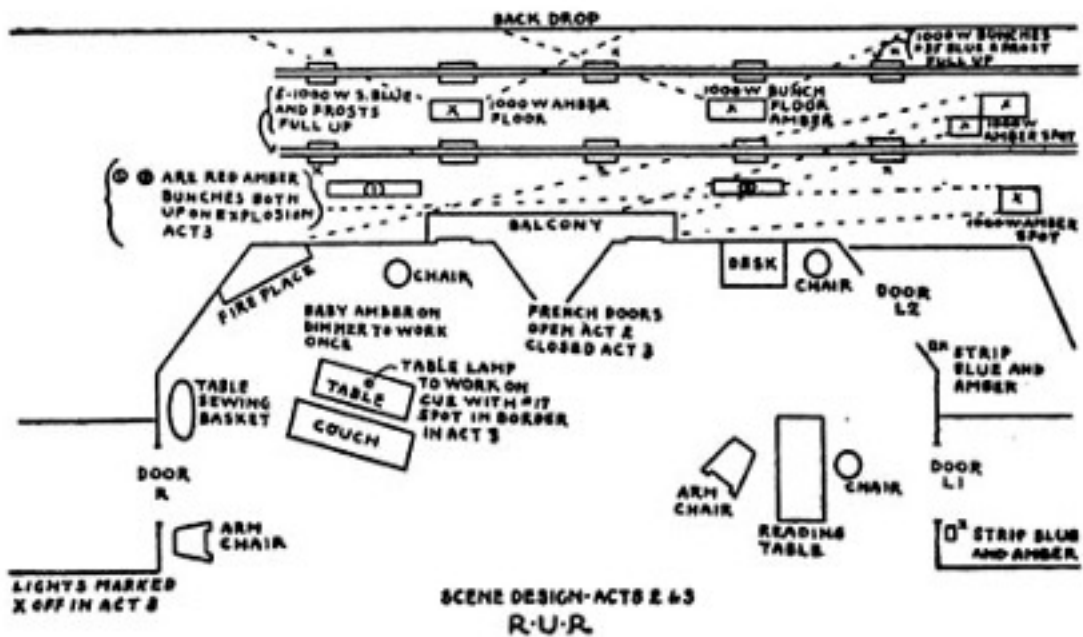 BACK DROP
1000 W BUNCHES
OFF BLUE & FROST
FULL UP
5-1000 W S. BLUE
AND FROSTS
FULL UP
1000 W AMBER
FLOOR
1000 W BUNCH
FLOOR
AMBER
1000 W
AMBER SPOT
① ② ARE RED AMBER
BUNCHES BOTH
UP ON EXPLOSION
ACT 3
BALCONY
1000 W AMBER
SPOT
FIRE PLACE
CHAIR
DESK
CHAIR
DOOR
L2
BABY AMBER ON
DIMMER TO WORK
ONCE
FRENCH DOORS
OPEN ACT 2
CLOSED ACT 3
TABLE LAMP
TO WORK ON
CUE WITH #17
SPOT IN BORDER
IN ACT 3
TABLE
COUCH
STRIP
BLUE AND
AMBER
TABLE
SEWING
BASKET
DOOR
R
ARM
CHAIR
ARM
CHAIR
READING
TABLE
CHAIR
DOOR
L1
STRIP BLUE
AND AMBER
LIGHTS MARKED
X OFF IN ACT 3
SCENE DESIGN-ACTS 2 & 3
R·U·R